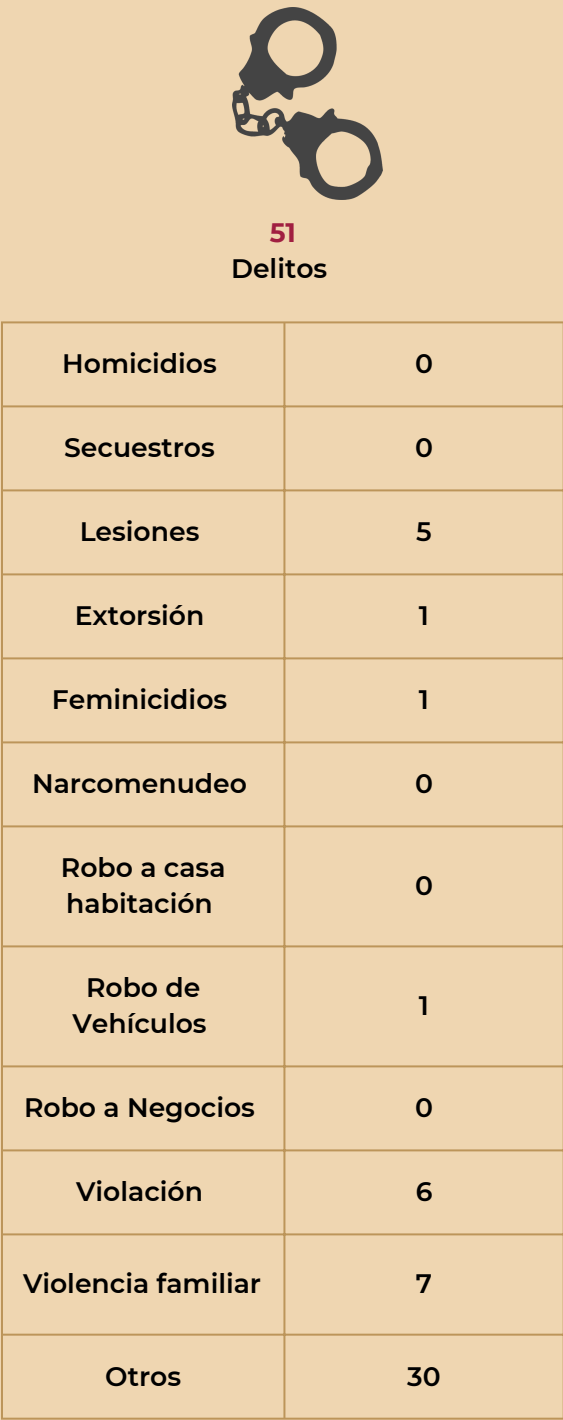 51
Delitos
Homicidios 0
Secuestros 0
Lesiones 5
Extorsión 1
Feminicidios 1
Narcomenudeo 0
Robo a casa
habitación 0
Robo de
Vehículos 1
Robo a Negocios 0
Violación 6
Violencia familiar 7
Otros 30